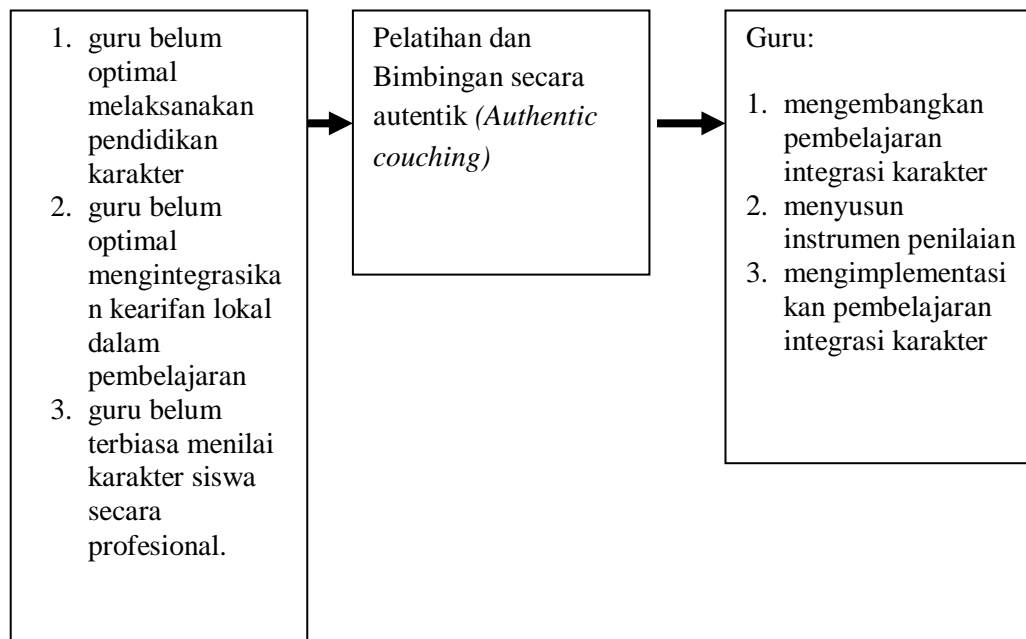 1. guru belum
optimal
melaksanakan
pendidikan
karakter
2. guru belum
optimal
mengintegrasika
n kearifan lokal
dalam
pembelajaran
3. guru belum
terbiasa menilai
karakter siswa
secara
profesional.
Pelatihan dan
Bimbingan secara
autentik (Authentic
couching)
Guru:
1. mengembangkan
pembelajaran
integrasi karakter
2. menyusun
instrumen penilaian
3. mengimplementasi
kan pembelajaran
integrasi karakter